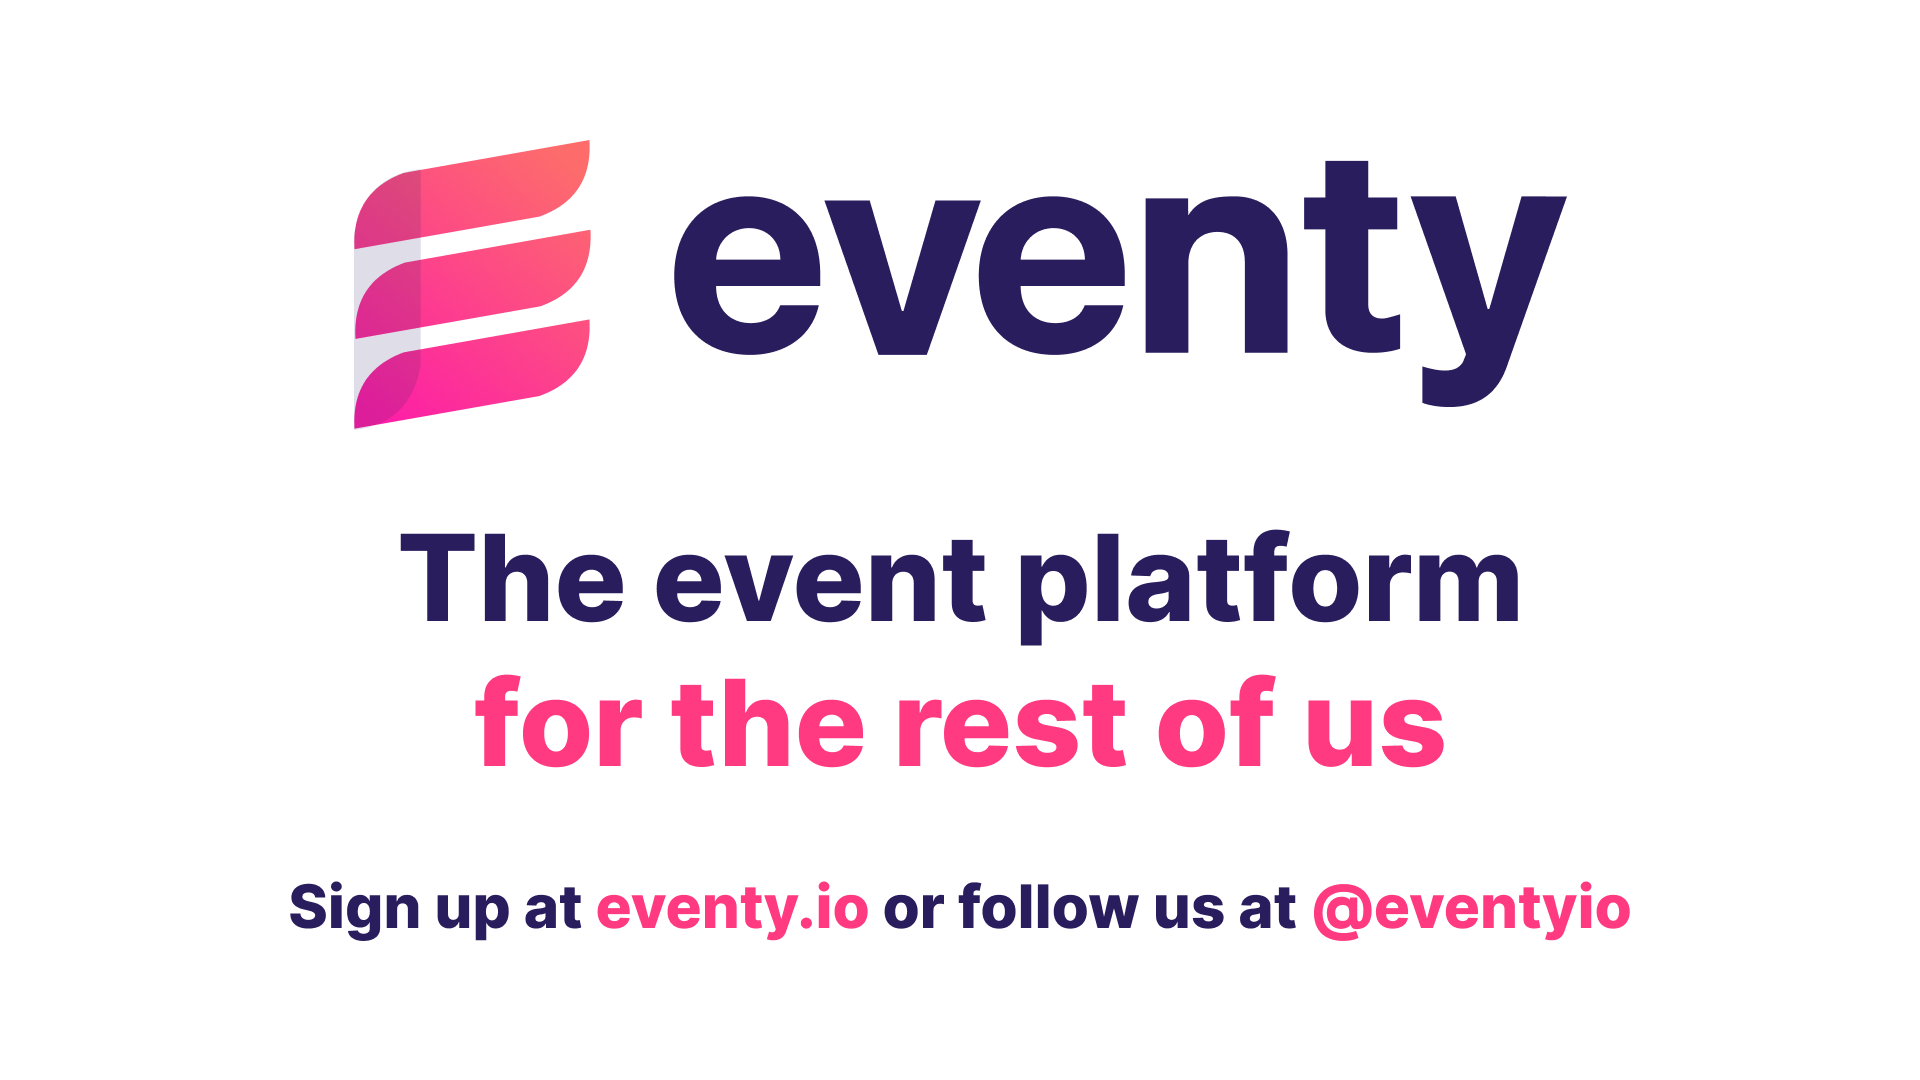 eventy
The event platform
for the rest of us
Sign up at eventy.io or follow us at @eventyio